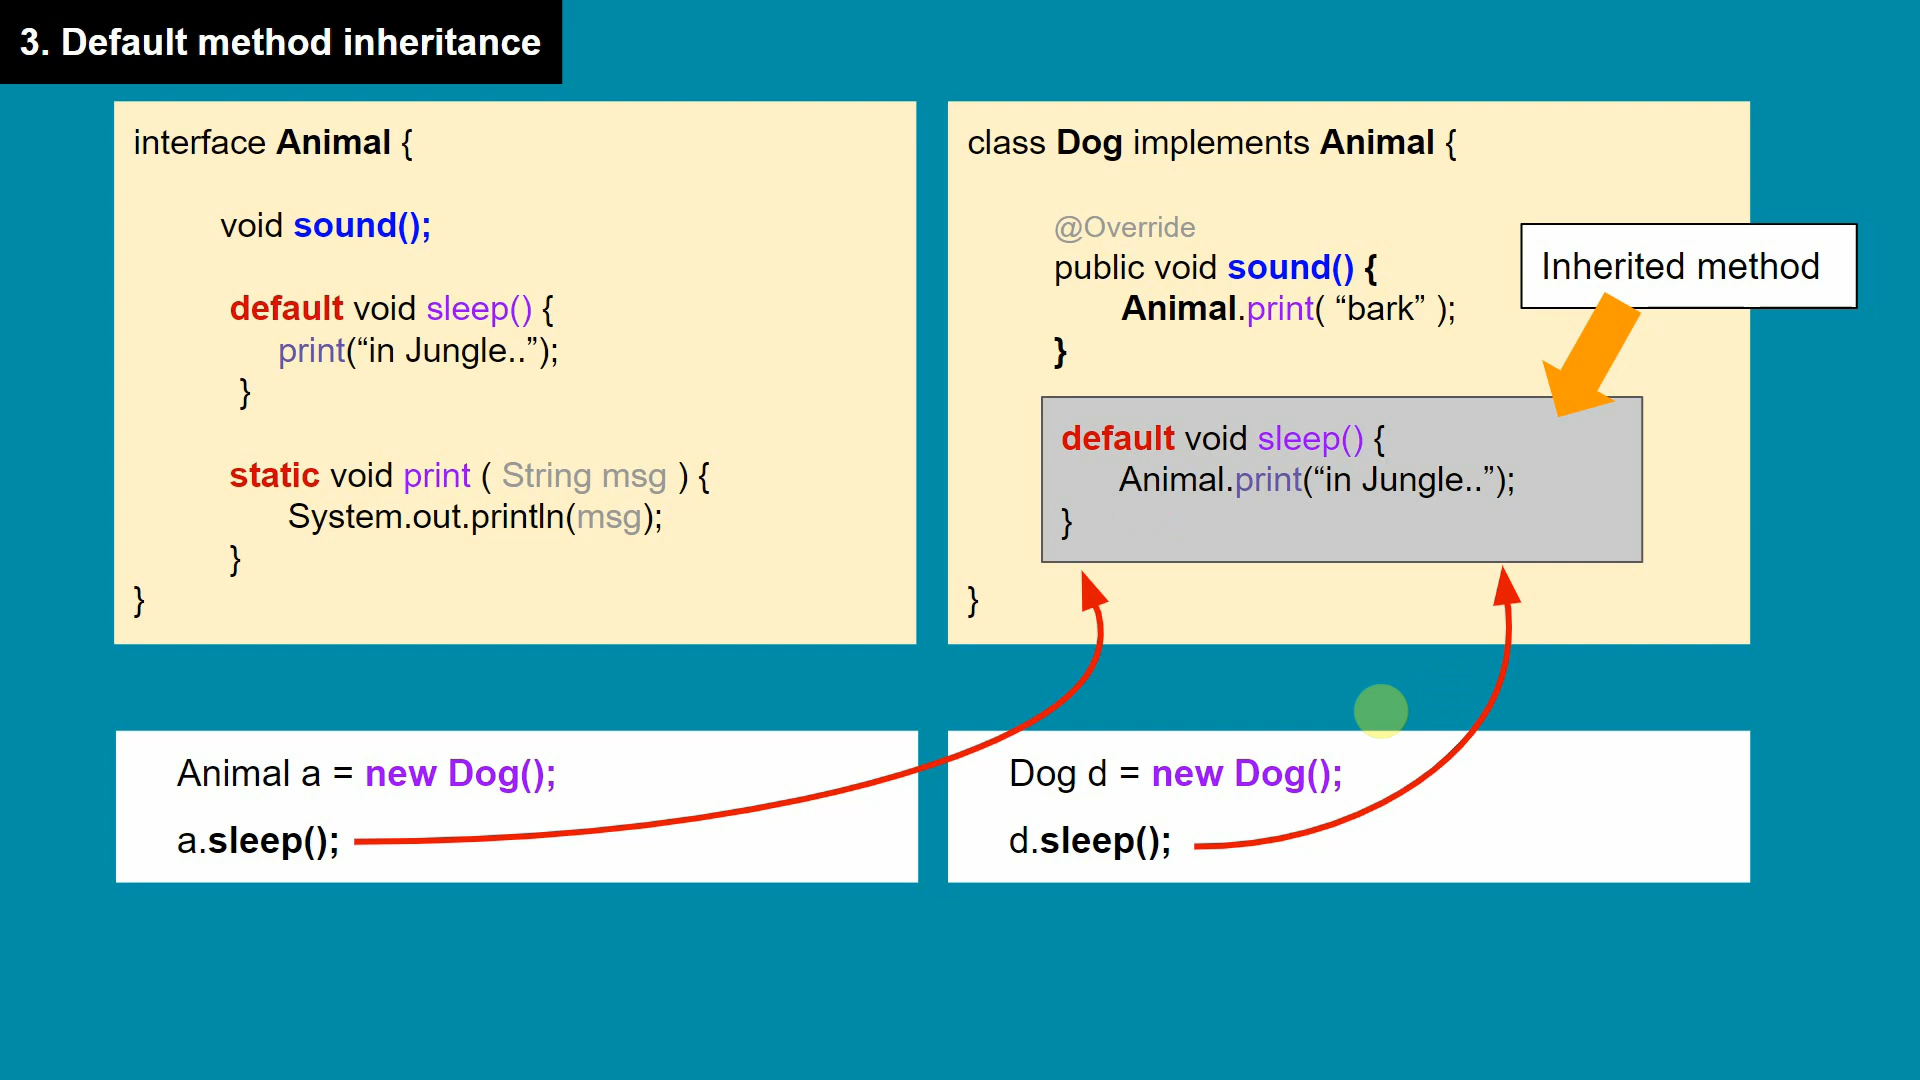 3. Default method inheritance
interface Animal {
void sound();
default void sleep() {
print(“in Jungle..”);
}
static void print ( String msg ) {
System.out.println(msg);
}
}
class Dog implements Animal {
@Override
public void sound() {
Animal.print( “bark” );
}
Inherited method
default void sleep() {
Animal.print(“in Jungle..”);
}
}
Animal a = new Dog();
a.sleep();
Dog d = new Dog();
d.sleep();